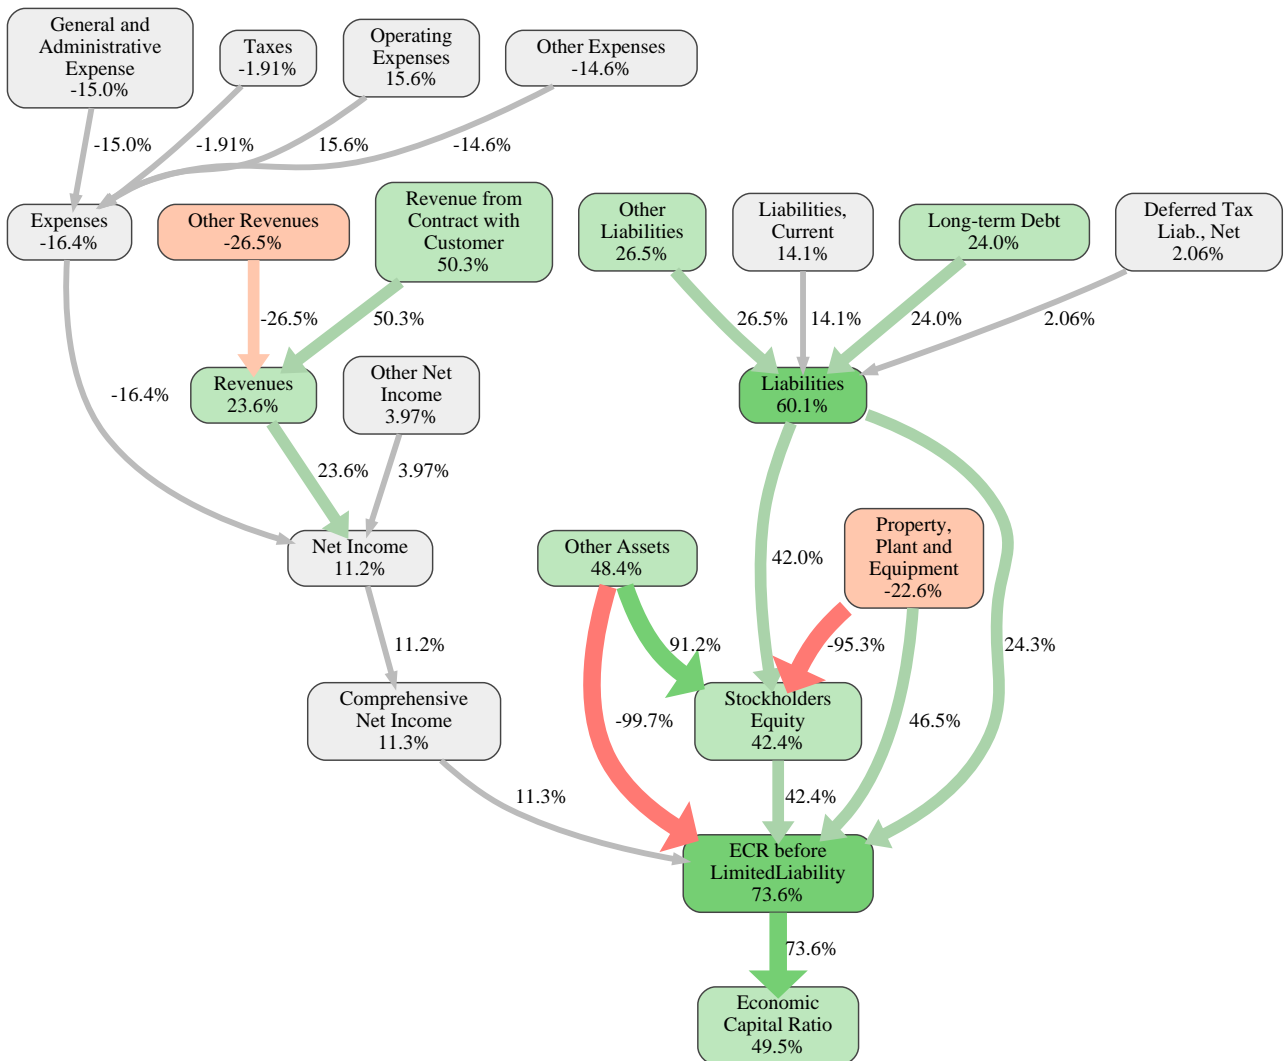 General and
Administrative
Expense
-15.0%
Taxes
-1.91%
Operating
Expenses
15.6%
Other Expenses
-14.6%
-15.0%
-1.91%
15.6%
-14.6%
Expenses
-16.4%
Other Revenues
-26.5%
Revenue from
Contract with
Customer
50.3%
Other
Liabilities
26.5%
Liabilities,
Current
14.1%
Long-term Debt
24.0%
Deferred Tax
Liab., Net
2.06%
-26.5%
50.3%
26.5%
14.1%
24.0%
2.06%
-16.4%
Revenues
23.6%
Other Net
Income
3.97%
Liabilities
60.1%
23.6%
3.97%
Net Income
11.2%
Other Assets
48.4%
42.0%
Property,
Plant and
Equipment
-22.6%
11.2%
91.2%
-95.3%
24.3%
Comprehensive
Net Income
11.3%
-99.7%
Stockholders
Equity
42.4%
46.5%
11.3%
42.4%
ECR before
LimitedLiability
73.6%
73.6%
Economic
Capital Ratio
49.5%